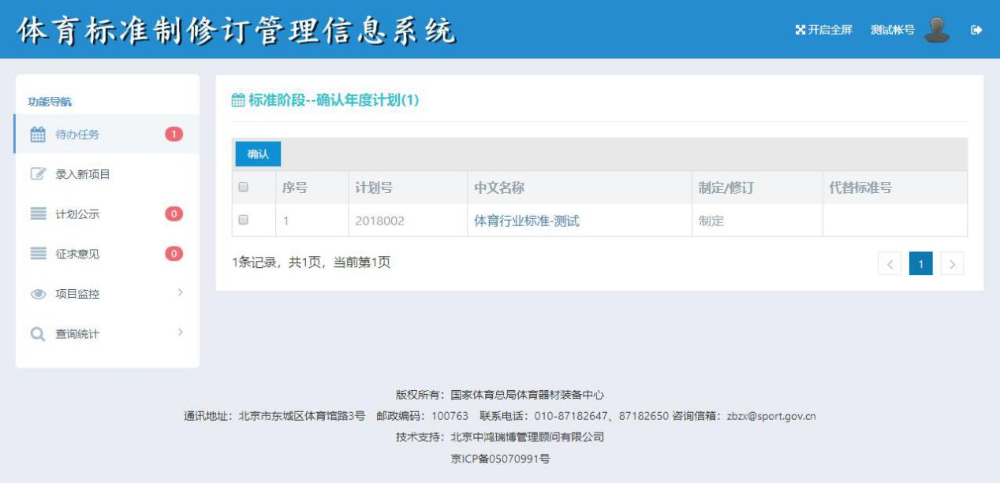 体育标准制修订管理信息系统
开启全屏 测试帐号
功能导航
待办任务 1
录入新项目
计划公示 0
征求意见 0
项目监控
查询统计
标准阶段--确认年度计划(1)
确认
序号 计划号 中文名称 制定/修订 代替标准号
1 2018002 体育行业标准-测试 制定
1条记录，共1页，当前第1页
< 1 >
版权所有：国家体育总局体育器材装备中心
通讯地址：北京市东城区体育馆路3号 邮政编码：100763 联系电话：010-87182647、87182650 咨询信箱：zbzx@sport.gov.cn
技术支持：北京中鸿瑞博管理顾问有限公司
京ICP备05070991号